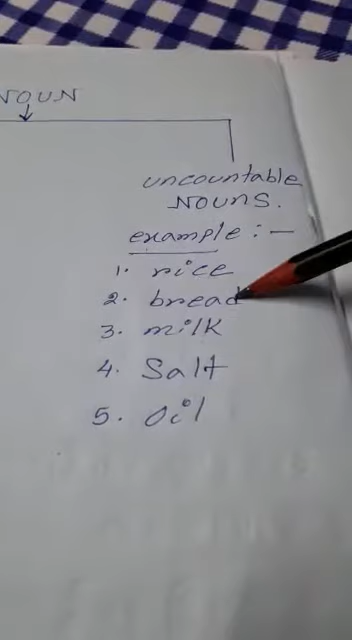 NOUN
uncountable
NOUNS.
example :-
1. rice
2. bread
3. milk
4. Salt
5. Oil